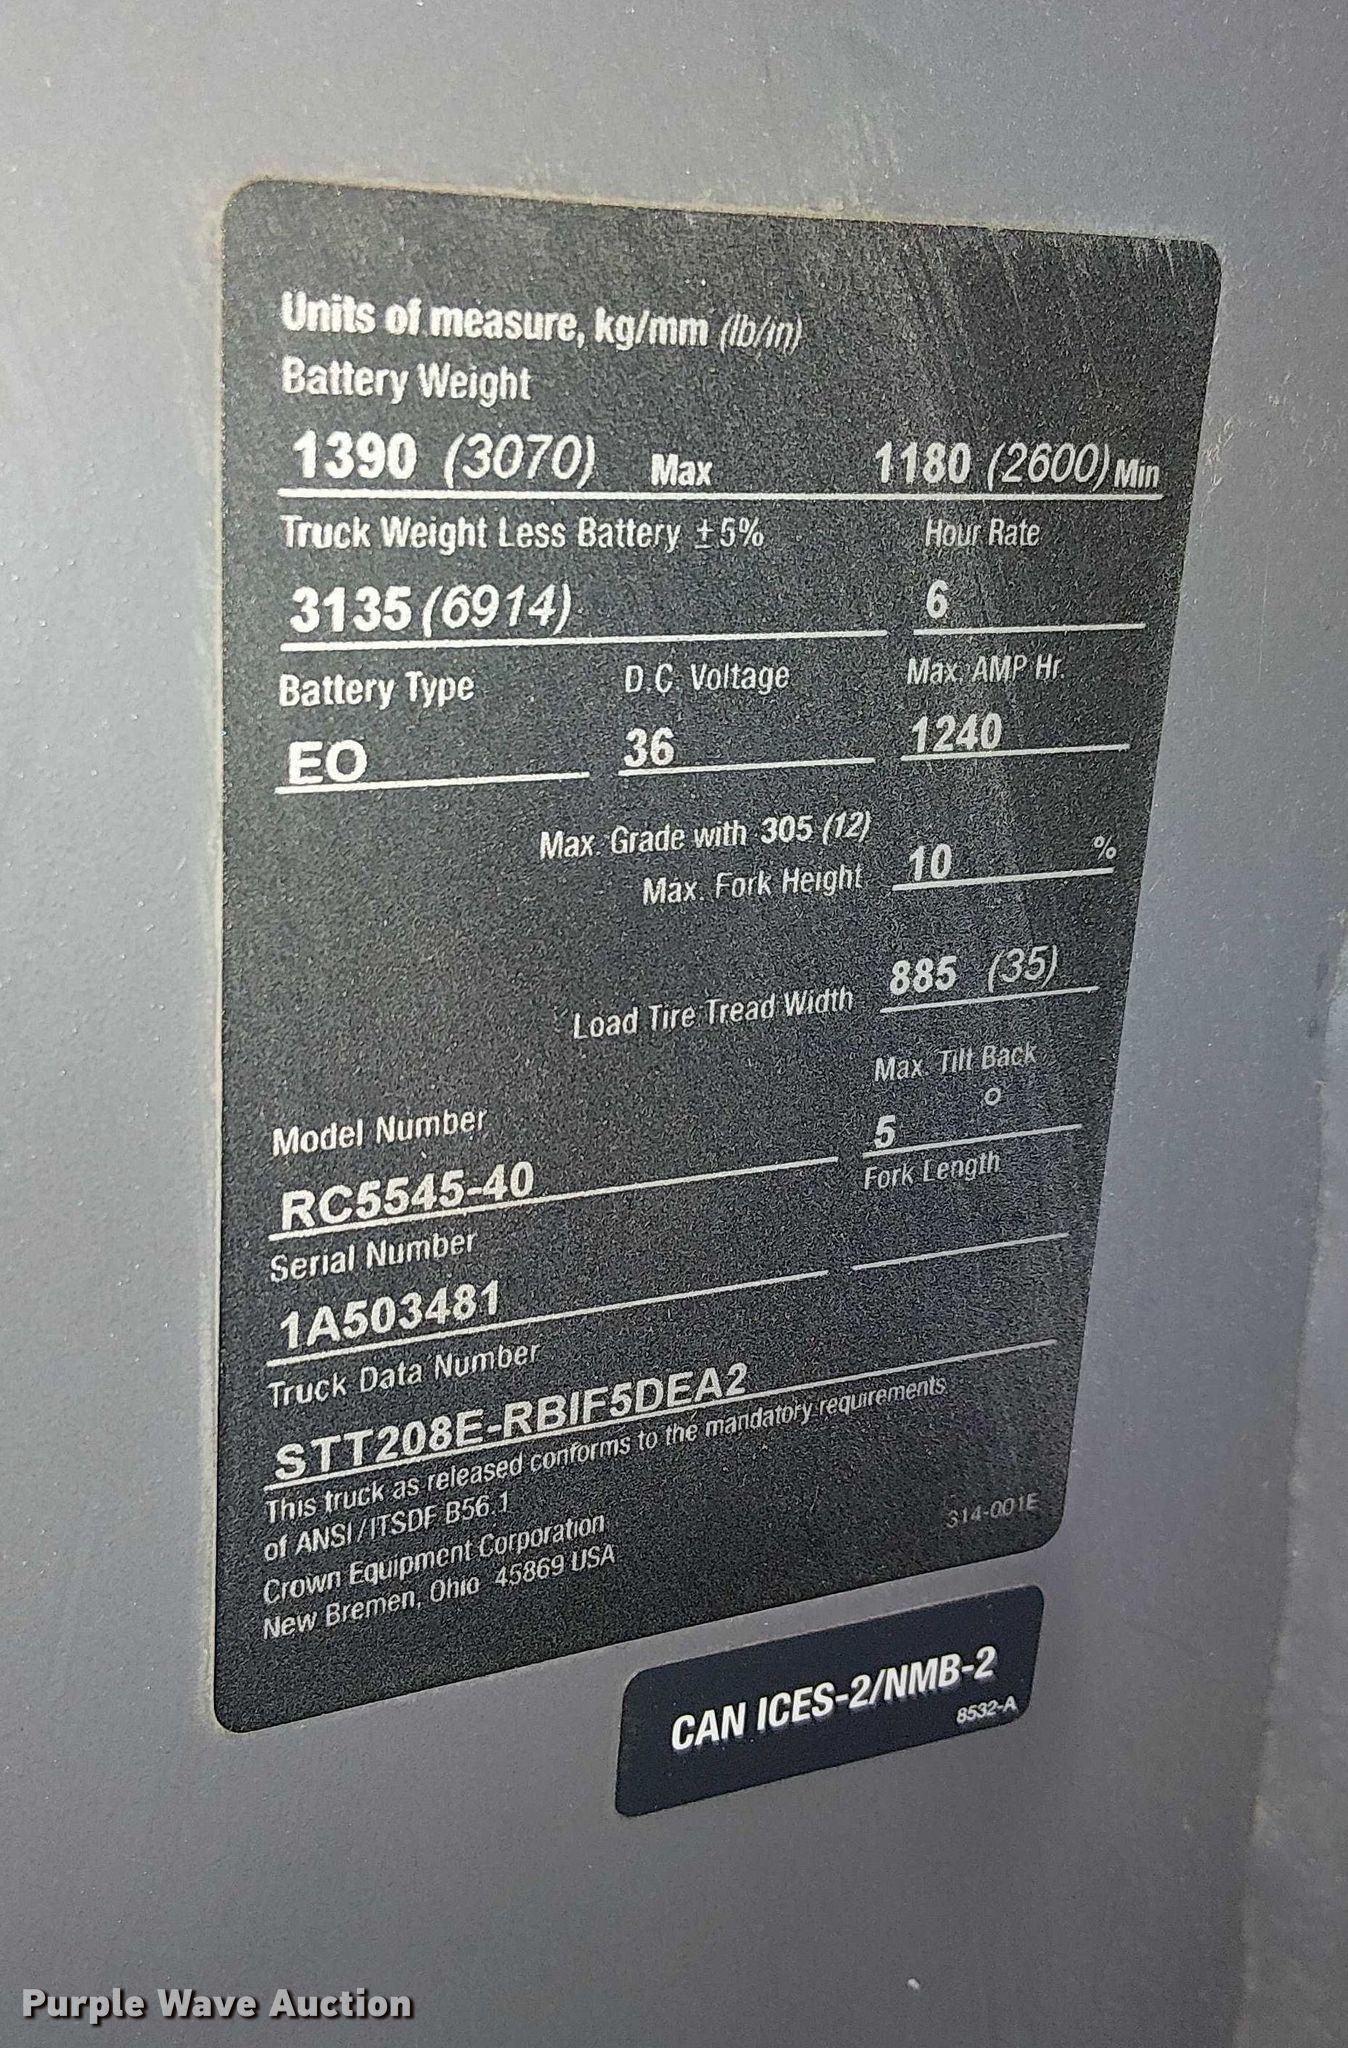 Units of measure, kg/mm (lb/in)
Battery Weight
1390 (3070) Max 1180 (2600) Min
Truck Weight Less Battery ±5% Hour Rate
3135 (6914) 6
Battery Type D.C. Voltage Max. AMP Hr.
EO 36 1240
Max. Grade with 305 (12)
Max. Fork Height 10 %
Load Tire Tread Width 885 (35)
Max. Tilt Back
5 °
Model Number
RC5545-40
Fork Length
Serial Number
1A503481
Truck Data Number
STT208E-RBIF5DEA2
This truck as released conforms to the mandatory requirements
of ANSI/ITSDF B56.1
Crown Equipment Corporation
New Bremen, Ohio 45869 USA
314-001E
CAN ICES-2/NMB-2
8532-A
Purple Wave Auction